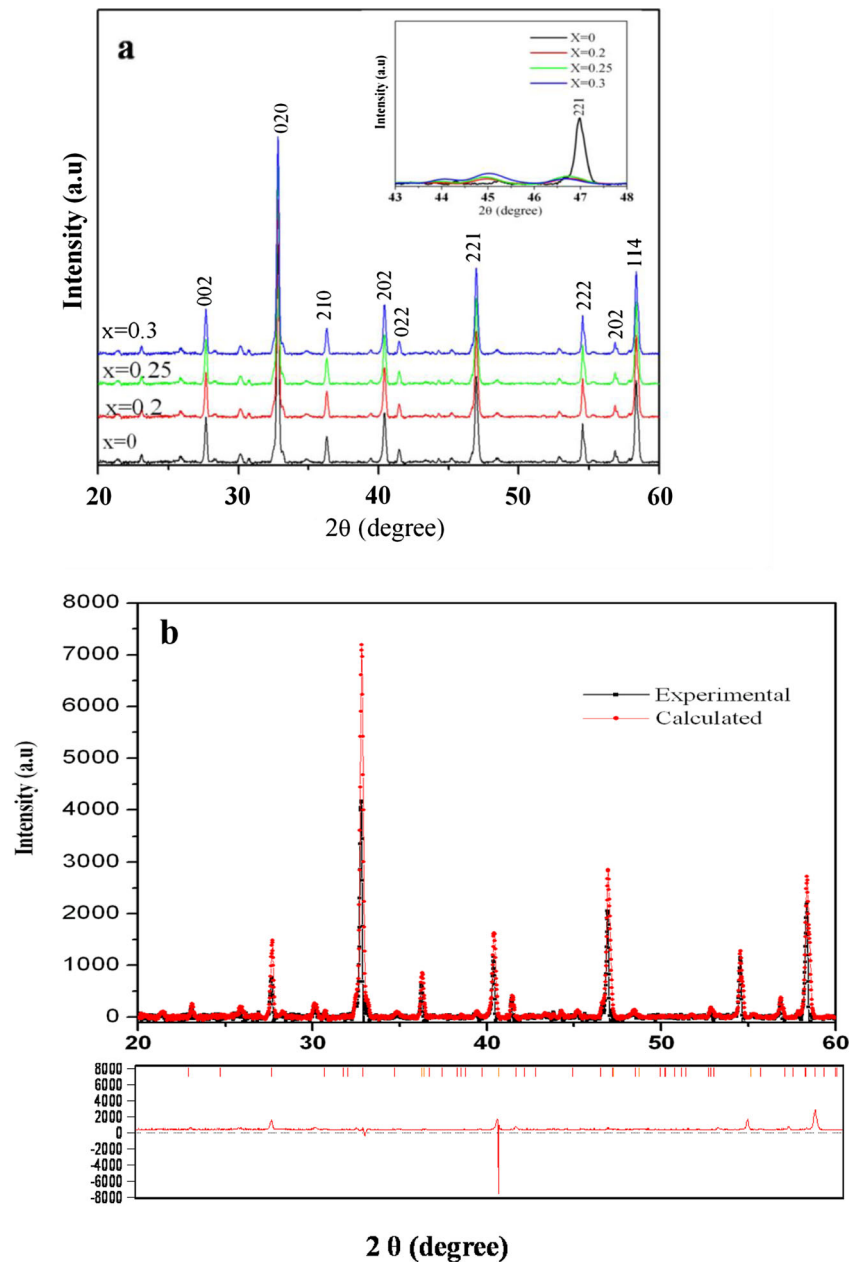 a
X=0
X=0.2
X=0.25
X=0.3
Intensity (a.u)
221
43 44 45 46 47 48
2θ (degree)
Intensity (a.u)
002
020
210
202
022
221
222
202
114
x=0.3
x=0.25
x=0.2
x=0
20 30 40 50 60
2θ (degree)
b
Experimental
Calculated
Intensity (a.u)
8000
7000
6000
5000
4000
3000
2000
1000
0
20 30 40 50 60
8000
6000
4000
2000
0
-2000
-4000
-6000
-8000
2 θ (degree)